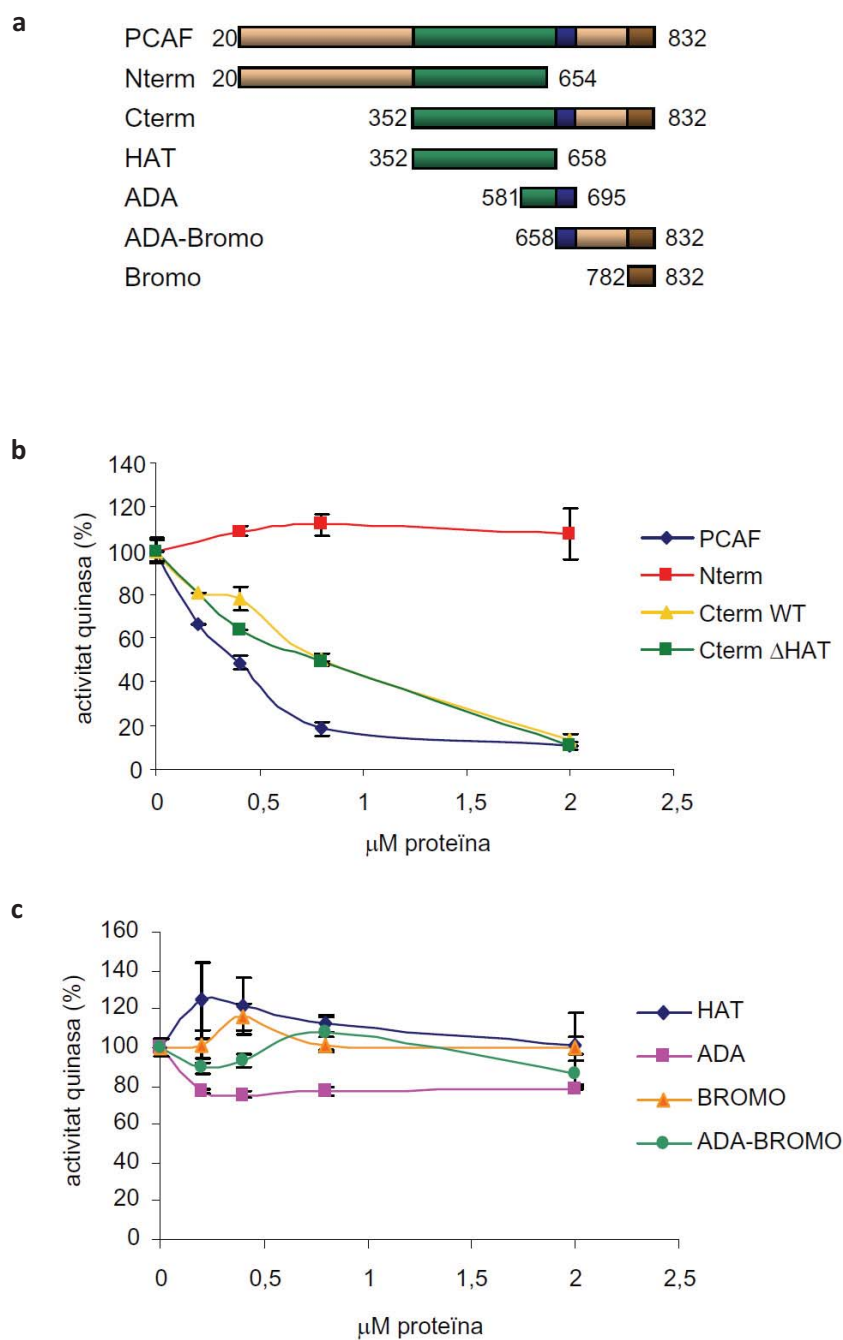 a
PCAF 20 832
Nterm 20 654
Cterm 352 832
HAT 352 658
ADA 581 695
ADA-Bromo 658 832
Bromo 782 832
b
activitat quinasa (%)
140
120
100
80
60
40
20
0
0 0,5 1 1,5 2 2,5
µM proteïna
PCAF
Nterm
Cterm WT
Cterm ΔHAT
c
activitat quinasa (%)
160
140
120
100
80
60
40
20
0
0 0,5 1 1,5 2 2,5
µM proteïna
HAT
ADA
BROMO
ADA-BROMO